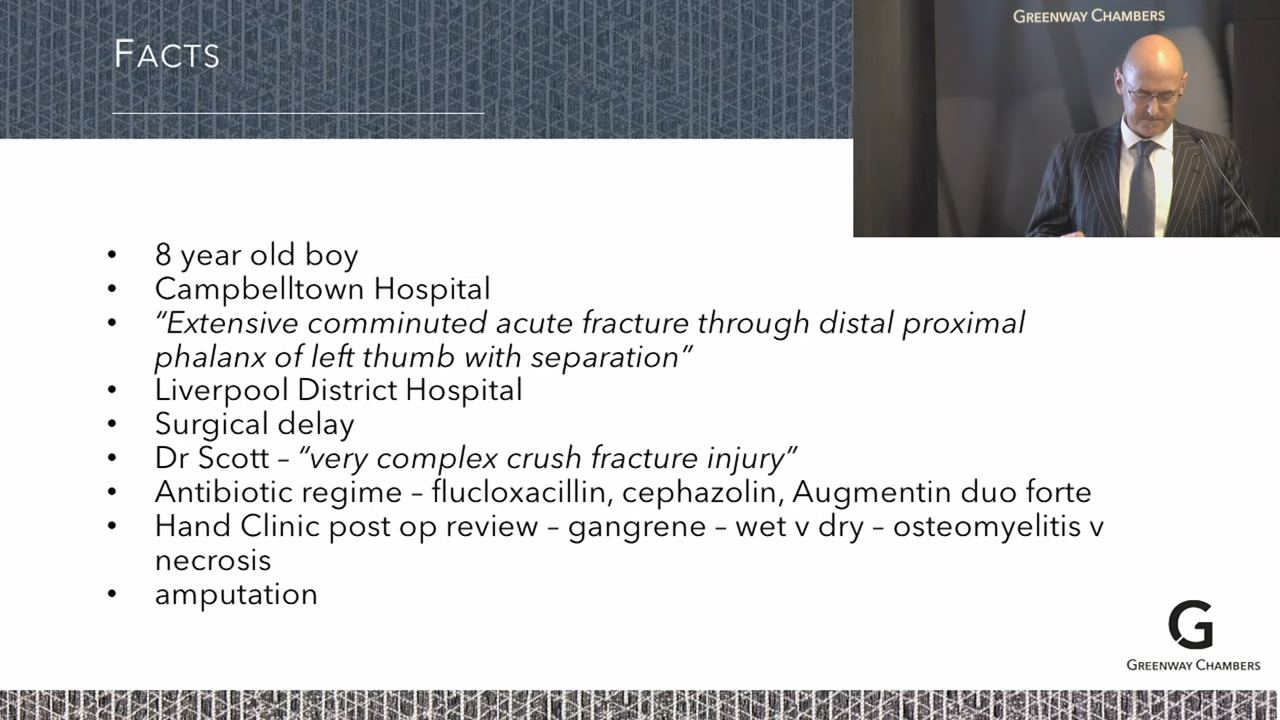 FACTS
GREENWAY CHAMBERS
• 8 year old boy
• Campbelltown Hospital
• “Extensive comminuted acute fracture through distal proximal
phalanx of left thumb with separation”
• Liverpool District Hospital
• Surgical delay
• Dr Scott – “very complex crush fracture injury”
• Antibiotic regime – flucloxacillin, cephazolin, Augmentin duo forte
• Hand Clinic post op review – gangrene – wet v dry – osteomyelitis v
necrosis
• amputation
G
GREENWAY CHAMBERS